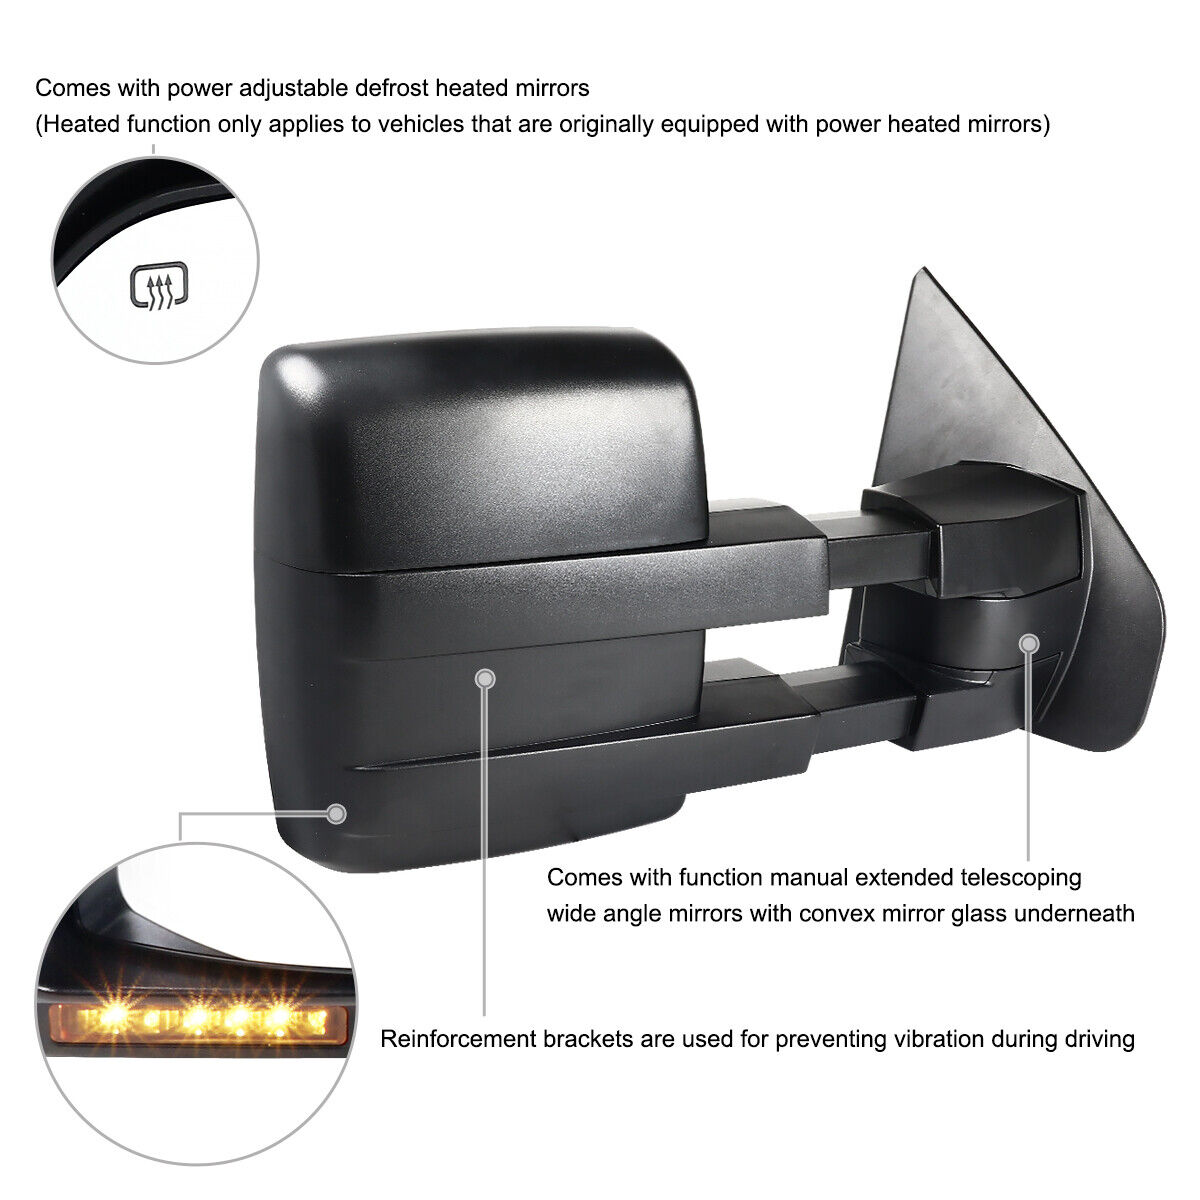 Comes with power adjustable defrost heated mirrors
(Heated function only applies to vehicles that are originally equipped with power heated mirrors)
Comes with function manual extended telescoping
wide angle mirrors with convex mirror glass underneath
Reinforcement brackets are used for preventing vibration during driving